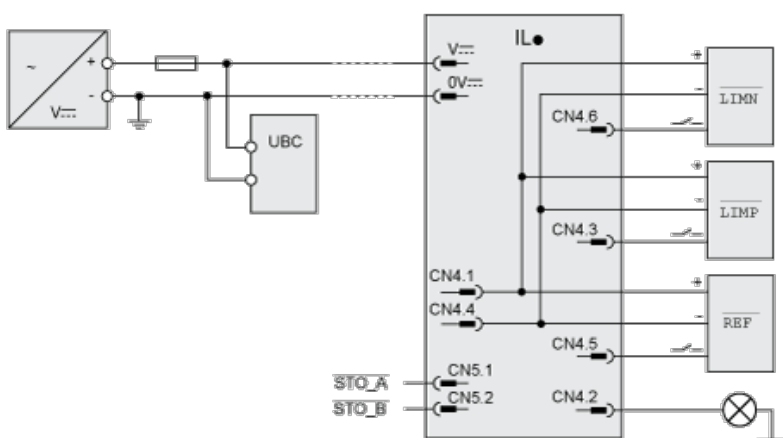 IL●
V⎓
0V⎓
~
+
-
V⎓
UBC
CN4.6
+
-
LIMN
CN4.3
+
-
LIMP
CN4.1
CN4.4
+
-
REF
CN4.5
CN5.1
STO_A
CN5.2
STO_B
CN4.2